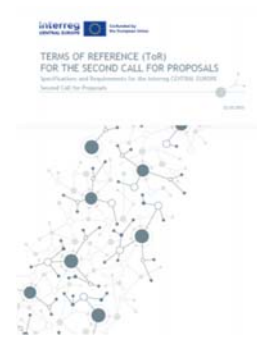 Interreg
CENTRAL EUROPE
Co-funded by
the European Union
TERMS OF REFERENCE (ToR)
FOR THE SECOND CALL FOR PROPOSALS
Specifications and Requirements for the Interreg CENTRAL EUROPE
Second Call for Proposals